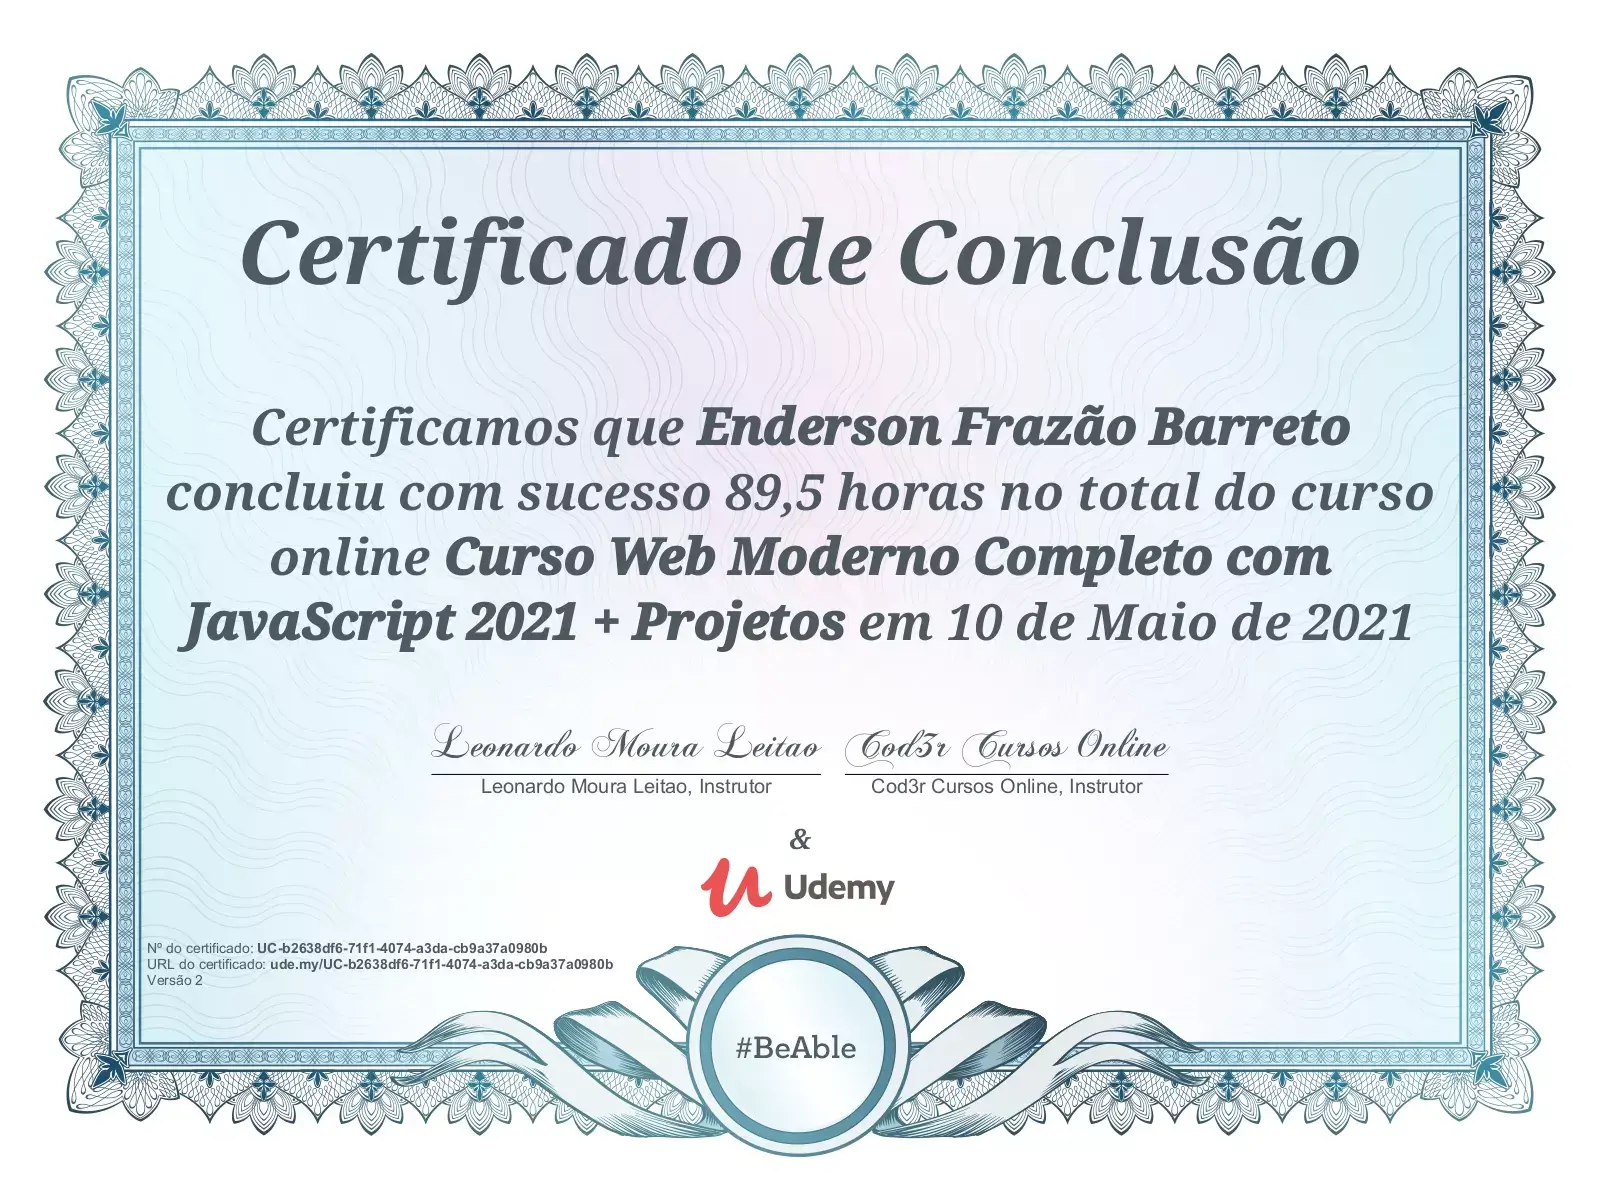 Certificado de Conclusão
Certificamos que Enderson Frazão Barreto
concluiu com sucesso 89,5 horas no total do curso
online Curso Web Moderno Completo com
JavaScript 2021 + Projetos em 10 de Maio de 2021
Leonardo Moura Leitao Cod3r Cursos Online
Leonardo Moura Leitao, Instrutor Cod3r Cursos Online, Instrutor
&
Udemy
Nº do certificado: UC-b2638df6-71f1-4074-a3da-cb9a37a0980b
URL do certificado: ude.my/UC-b2638df6-71f1-4074-a3da-cb9a37a0980b
Versão 2
#BeAble